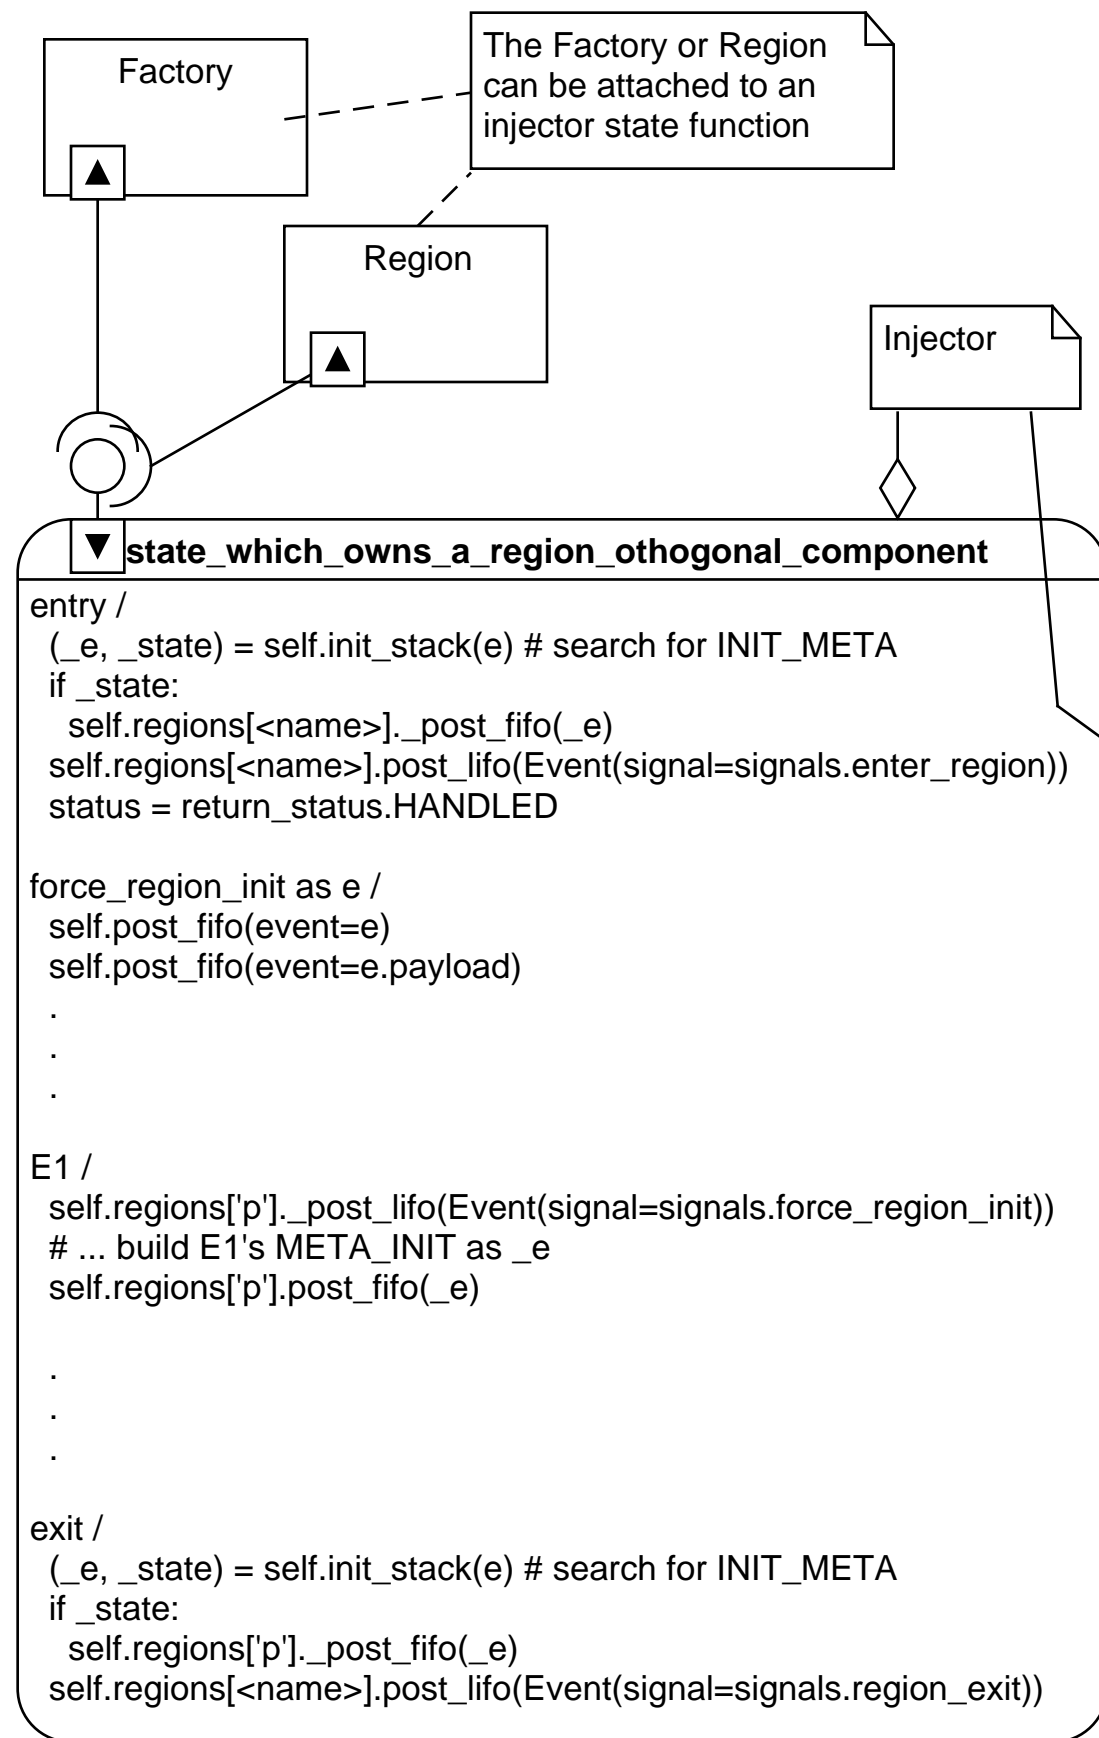 Factory
The Factory or Region
can be attached to an
injector state function
Region
Injector
state_which_owns_a_region_othogonal_component
entry /
(_e, _state) = self.init_stack(e) # search for INIT_META
if _state:
self.regions[<name>]._post_fifo(_e)
self.regions[<name>].post_lifo(Event(signal=signals.enter_region))
status = return_status.HANDLED
force_region_init as e /
self.post_fifo(event=e)
self.post_fifo(event=e.payload)
.
.
.
E1 /
self.regions['p']._post_lifo(Event(signal=signals.force_region_init))
# ... build E1's META_INIT as _e
self.regions['p'].post_fifo(_e)
.
.
.
exit /
(_e, _state) = self.init_stack(e) # search for INIT_META
if _state:
self.regions['p']._post_fifo(_e)
self.regions[<name>].post_lifo(Event(signal=signals.region_exit))